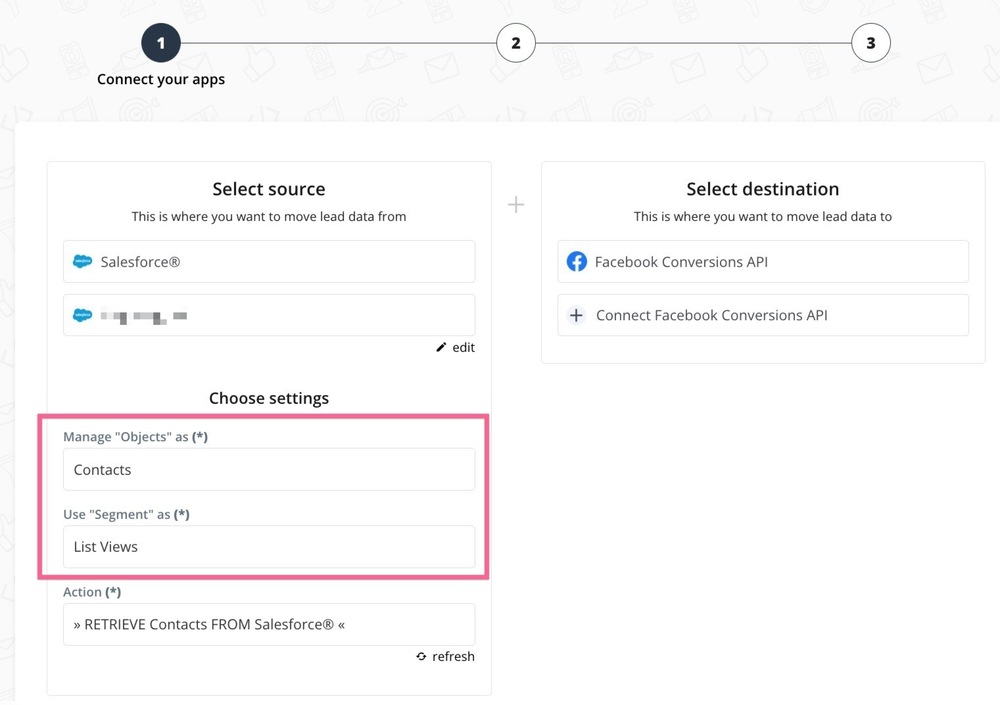 1
2
3
Connect your apps
Select source
This is where you want to move lead data from
Salesforce®
edit
Choose settings
Manage "Objects" as (*)
Contacts
Use "Segment" as (*)
List Views
Action (*)
» RETRIEVE Contacts FROM Salesforce® «
refresh
Select destination
This is where you want to move lead data to
Facebook Conversions API
Connect Facebook Conversions API